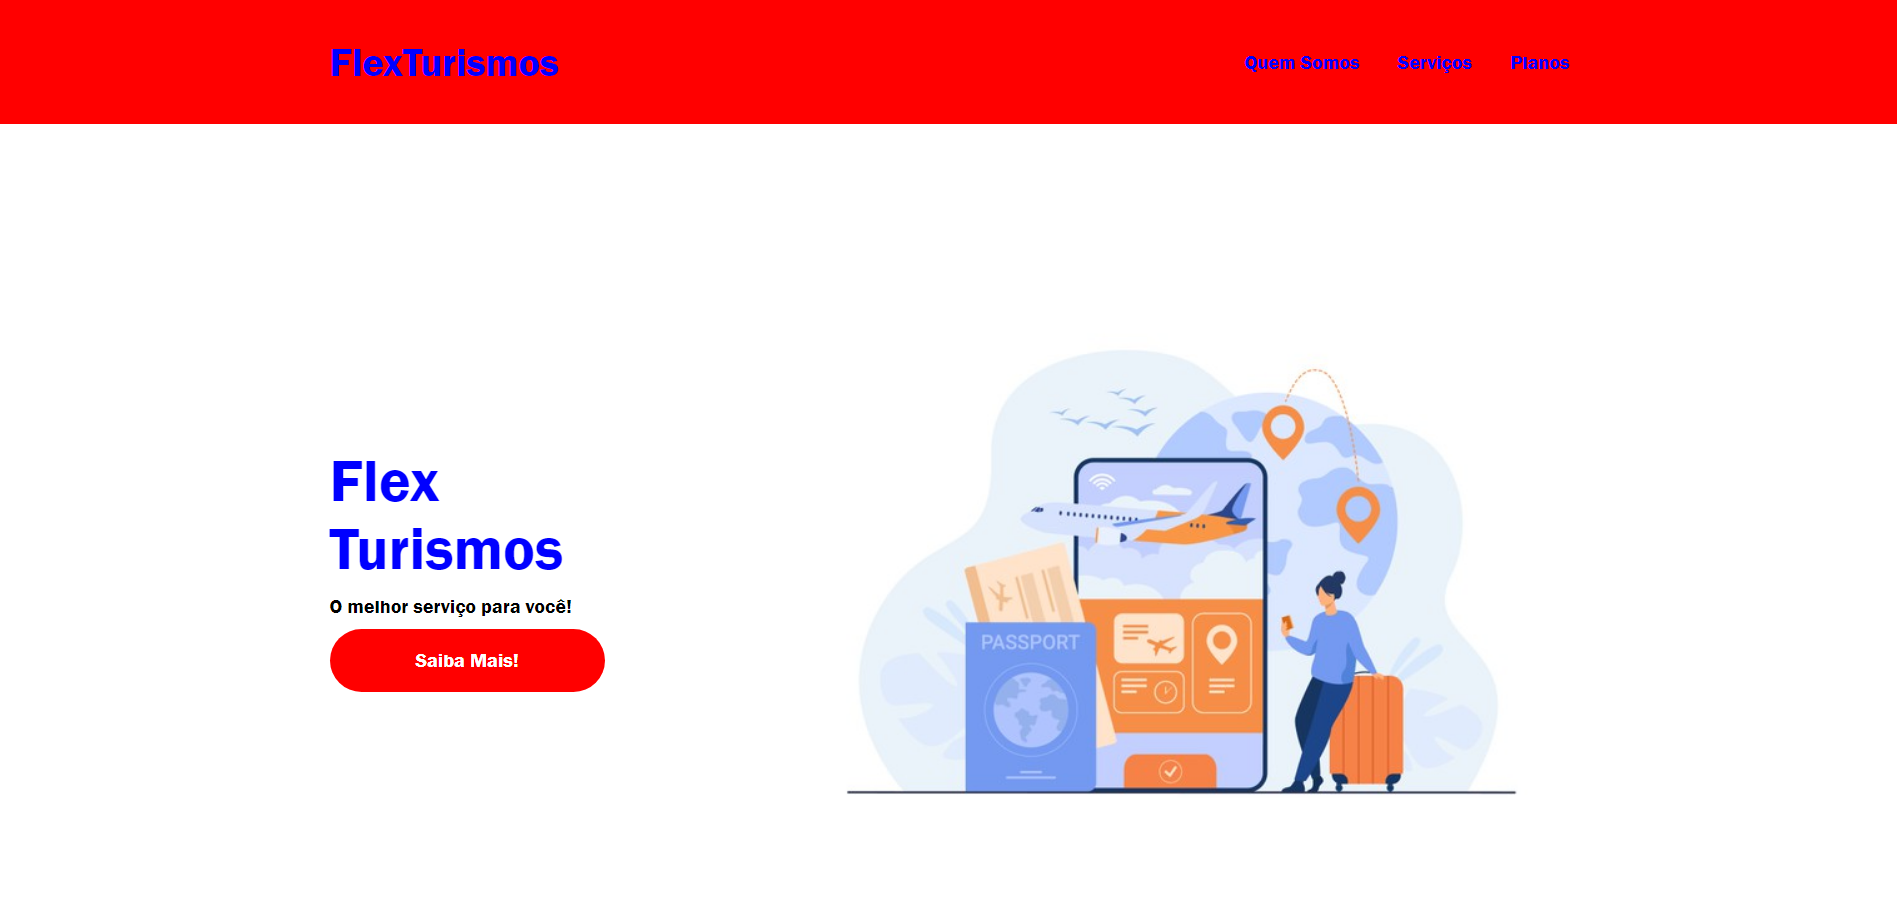 FlexTurismos
Quem Somos Serviços Planos
Flex
Turismos
O melhor serviço para você!
Saiba Mais!
PASSPORT